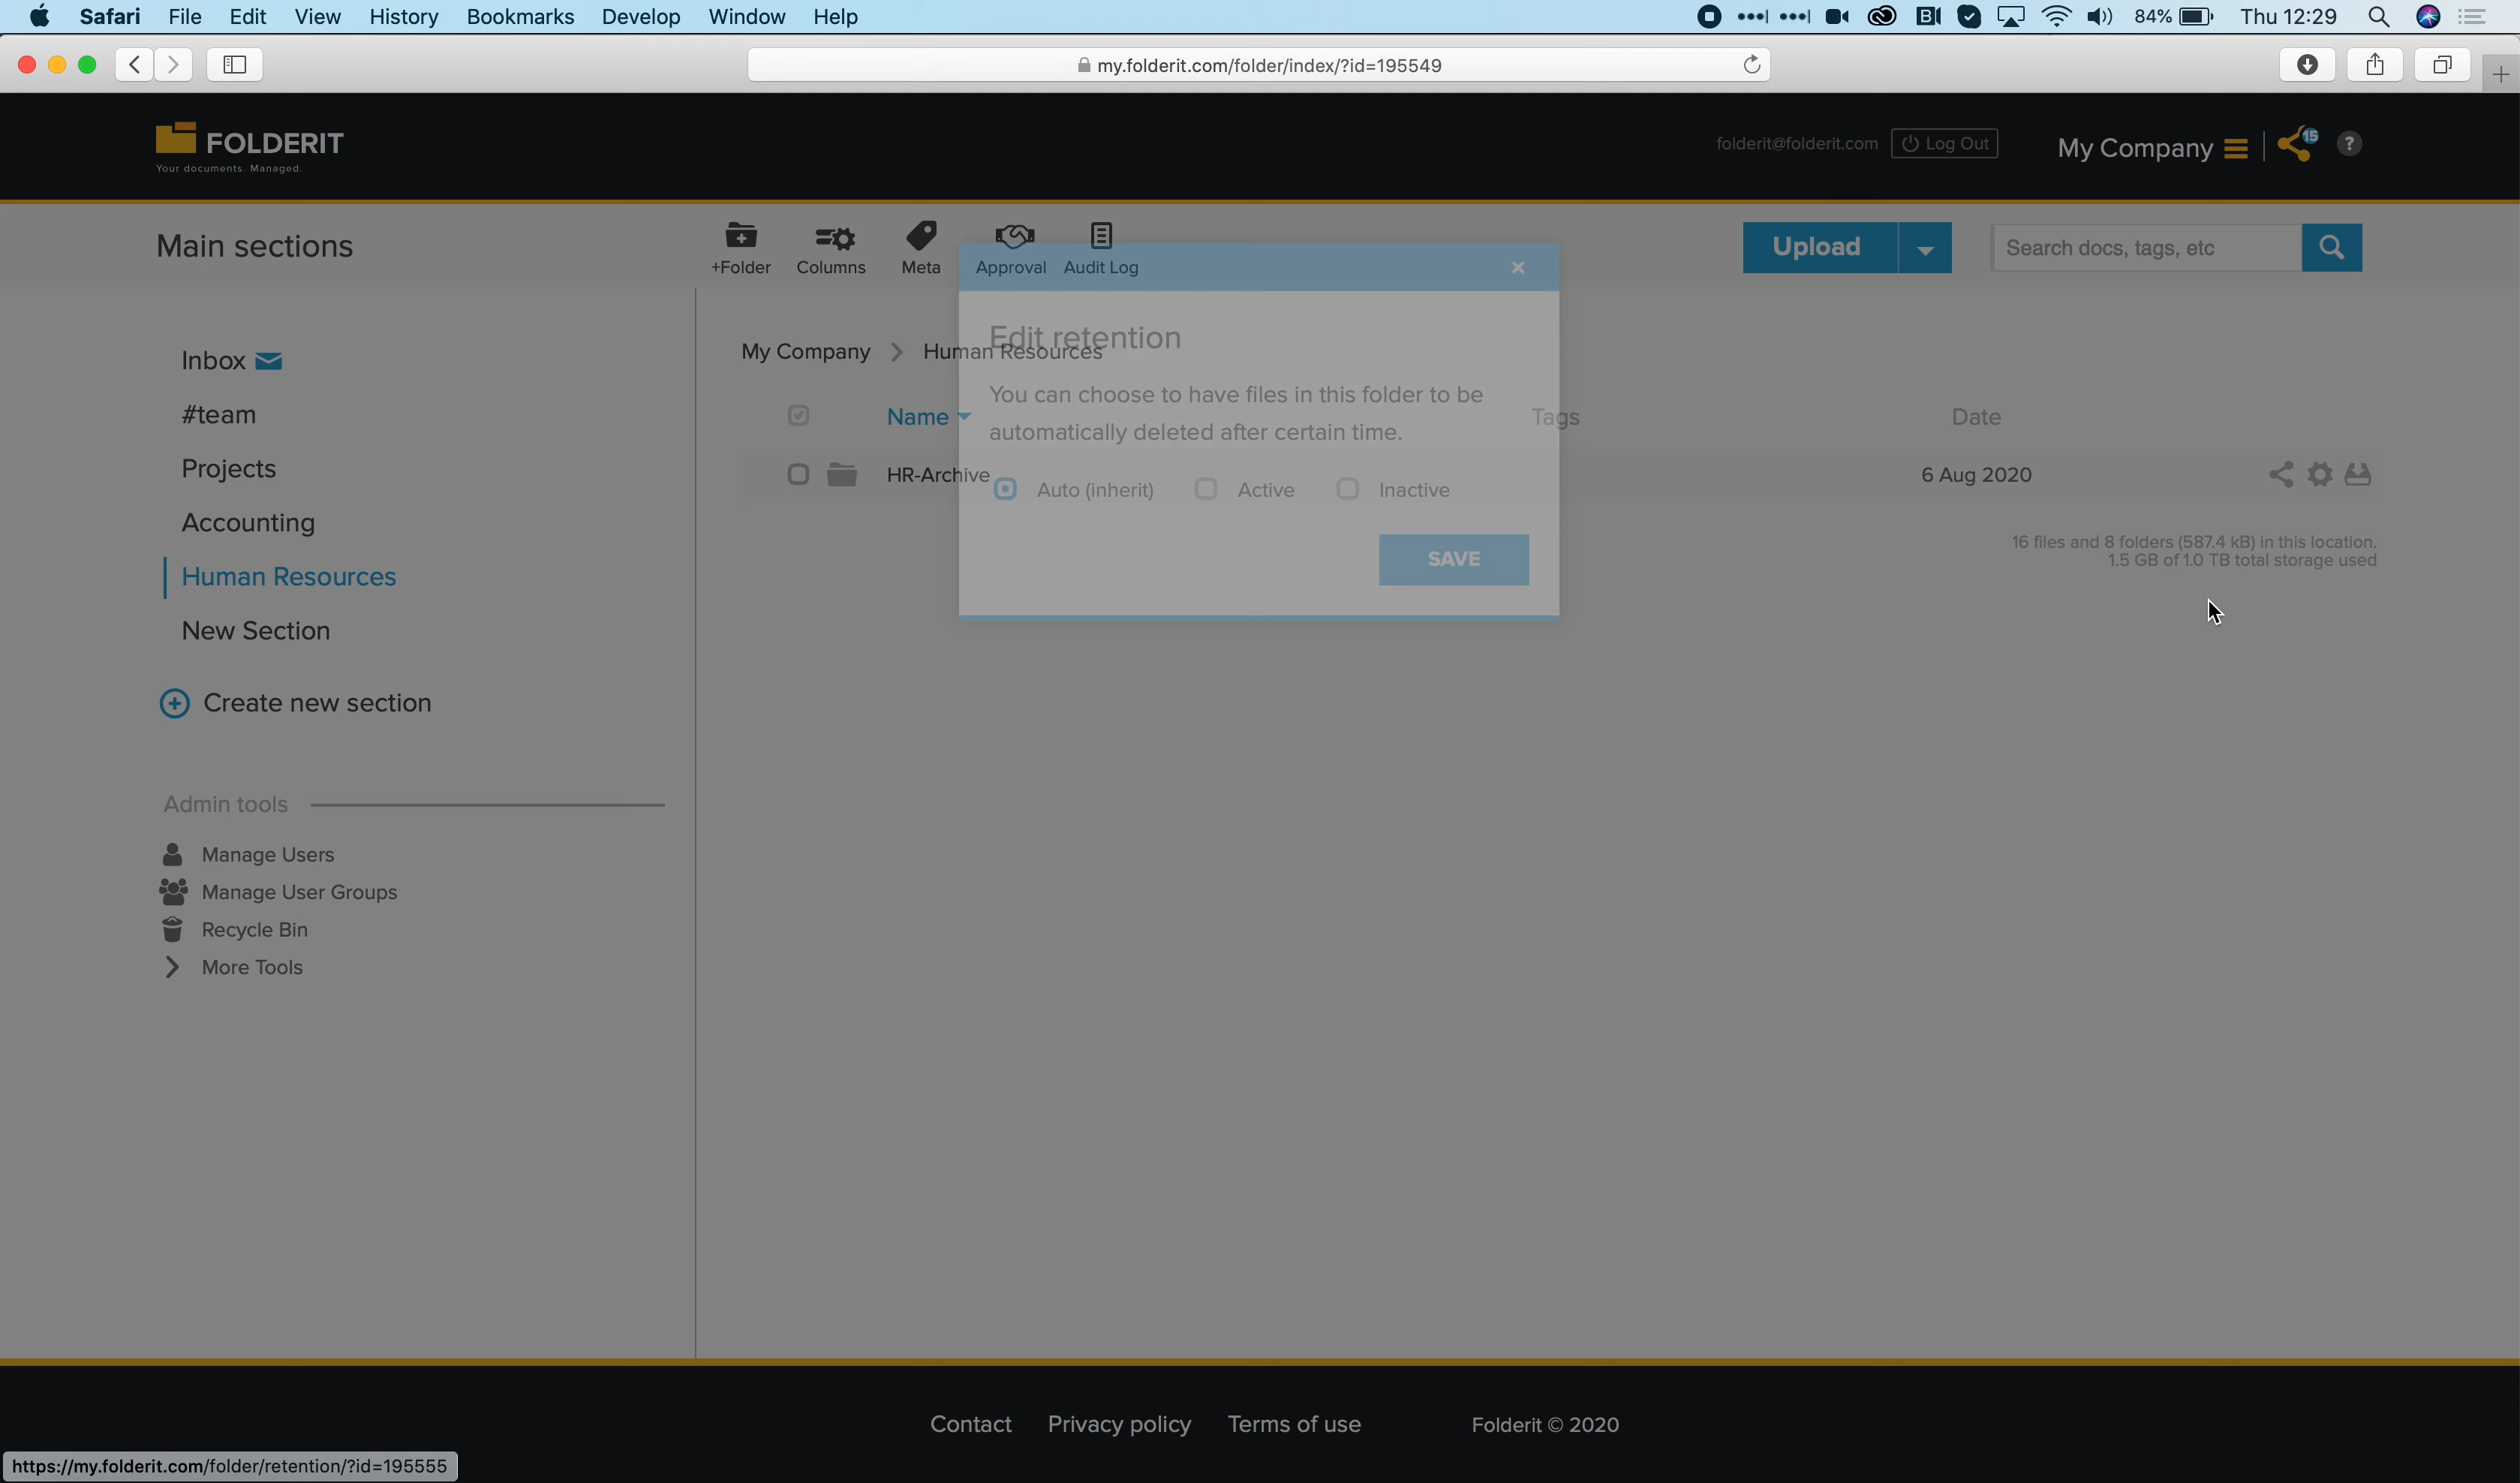 Safari File Edit View History Bookmarks Develop Window Help 84% Thu 12:29
my.folderit.com/folder/index/?id=195549
FOLDERIT
Your documents. Managed.
folderit@folderit.com Log Out My Company 15 ?
Main sections
+Folder Columns Meta Approval Audit Log
Upload
Search docs, tags, etc
Inbox
#team
Projects
Accounting
Human Resources
New Section
Create new section
Admin tools
Manage Users
Manage User Groups
Recycle Bin
More Tools
My Company > Human Resources
Name Tags Date
HR-Archive 6 Aug 2020
16 files and 8 folders (587.4 kB) in this location.
1.5 GB of 1.0 TB total storage used
Edit retention
You can choose to have files in this folder to be
automatically deleted after certain time.
Auto (inherit) Active Inactive
SAVE
Contact Privacy policy Terms of use Folderit © 2020
https://my.folderit.com/folder/retention/?id=195555